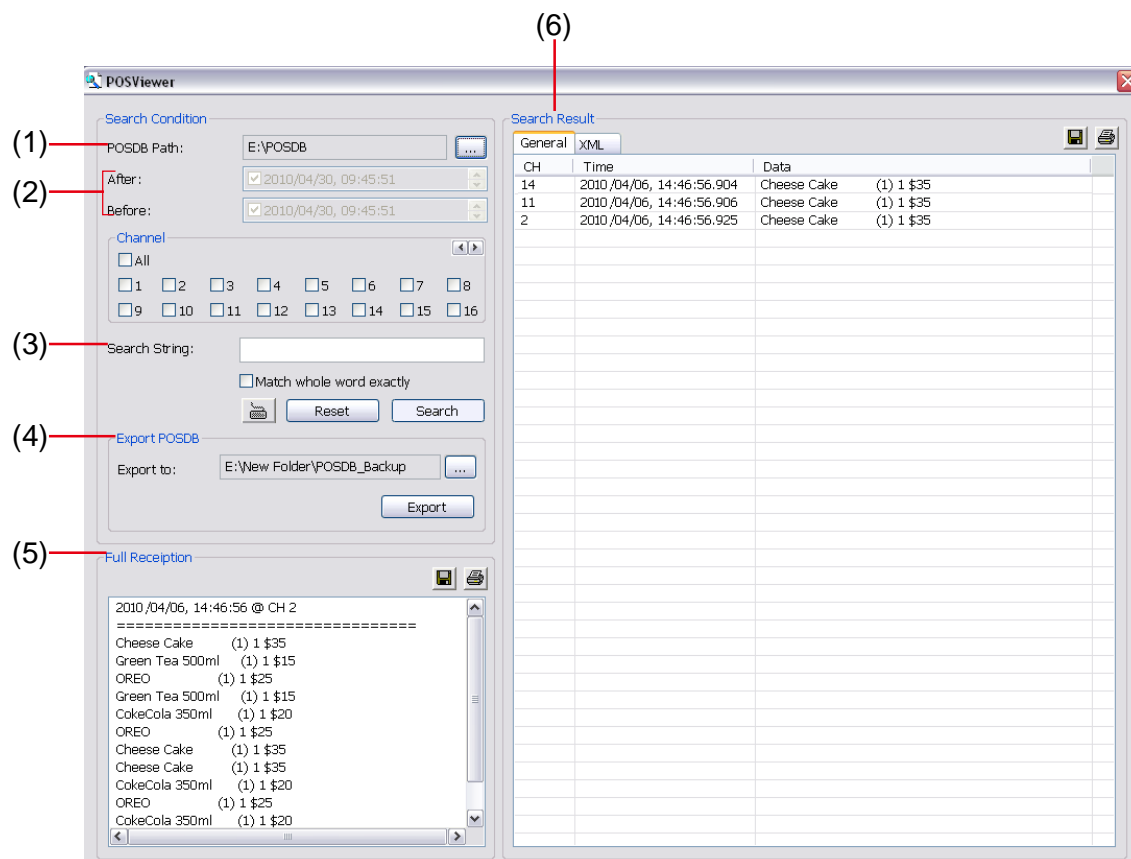 (6)
POSViewer
Search Condition
(1)
POSDB Path: E:\POSDB ...
(2)
After: 2010/04/30, 09:45:51
Before: 2010/04/30, 09:45:51
Channel
All
1 2 3 4 5 6 7 8
9 10 11 12 13 14 15 16
(3)
Search String:
Match whole word exactly
Reset Search
(4)
Export POSDB
Export to: E:\New Folder\POSDB_Backup ...
Export
(5)
Full Receiption
2010/04/06, 14:46:56 @ CH 2
================================
Cheese Cake (1) 1 $35
Green Tea 500ml (1) 1 $15
OREO (1) 1 $25
Green Tea 500ml (1) 1 $15
CokeCola 350ml (1) 1 $20
OREO (1) 1 $25
Cheese Cake (1) 1 $35
Cheese Cake (1) 1 $35
CokeCola 350ml (1) 1 $20
OREO (1) 1 $25
CokeCola 350ml (1) 1 $20
Search Result
General XML
CH Time Data
14 2010/04/06, 14:46:56.904 Cheese Cake (1) 1 $35
11 2010/04/06, 14:46:56.906 Cheese Cake (1) 1 $35
2 2010/04/06, 14:46:56.925 Cheese Cake (1) 1 $35